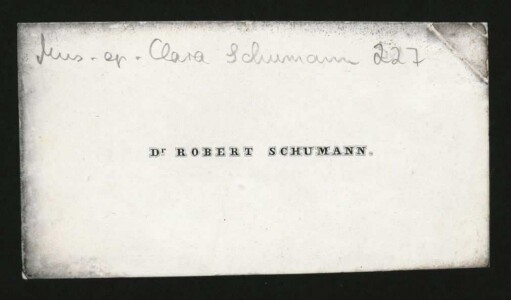 Mus. ep. Clara Schumann 227
Dr ROBERT SCHUMANN.